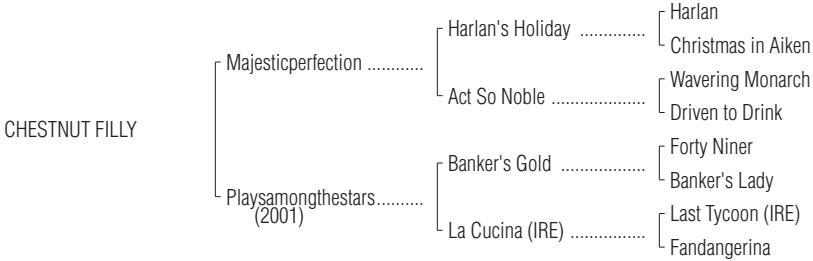 Harlan
Harlan's Holiday ..............
Christmas in Aiken
Majesticperfection ............
Wavering Monarch
Act So Noble ....................
Driven to Drink
CHESTNUT FILLY
Forty Niner
Banker's Gold ..................
Banker's Lady
Playsamongthestars..........
(2001)
Last Tycoon (IRE)
La Cucina (IRE) ................
Fandangerina